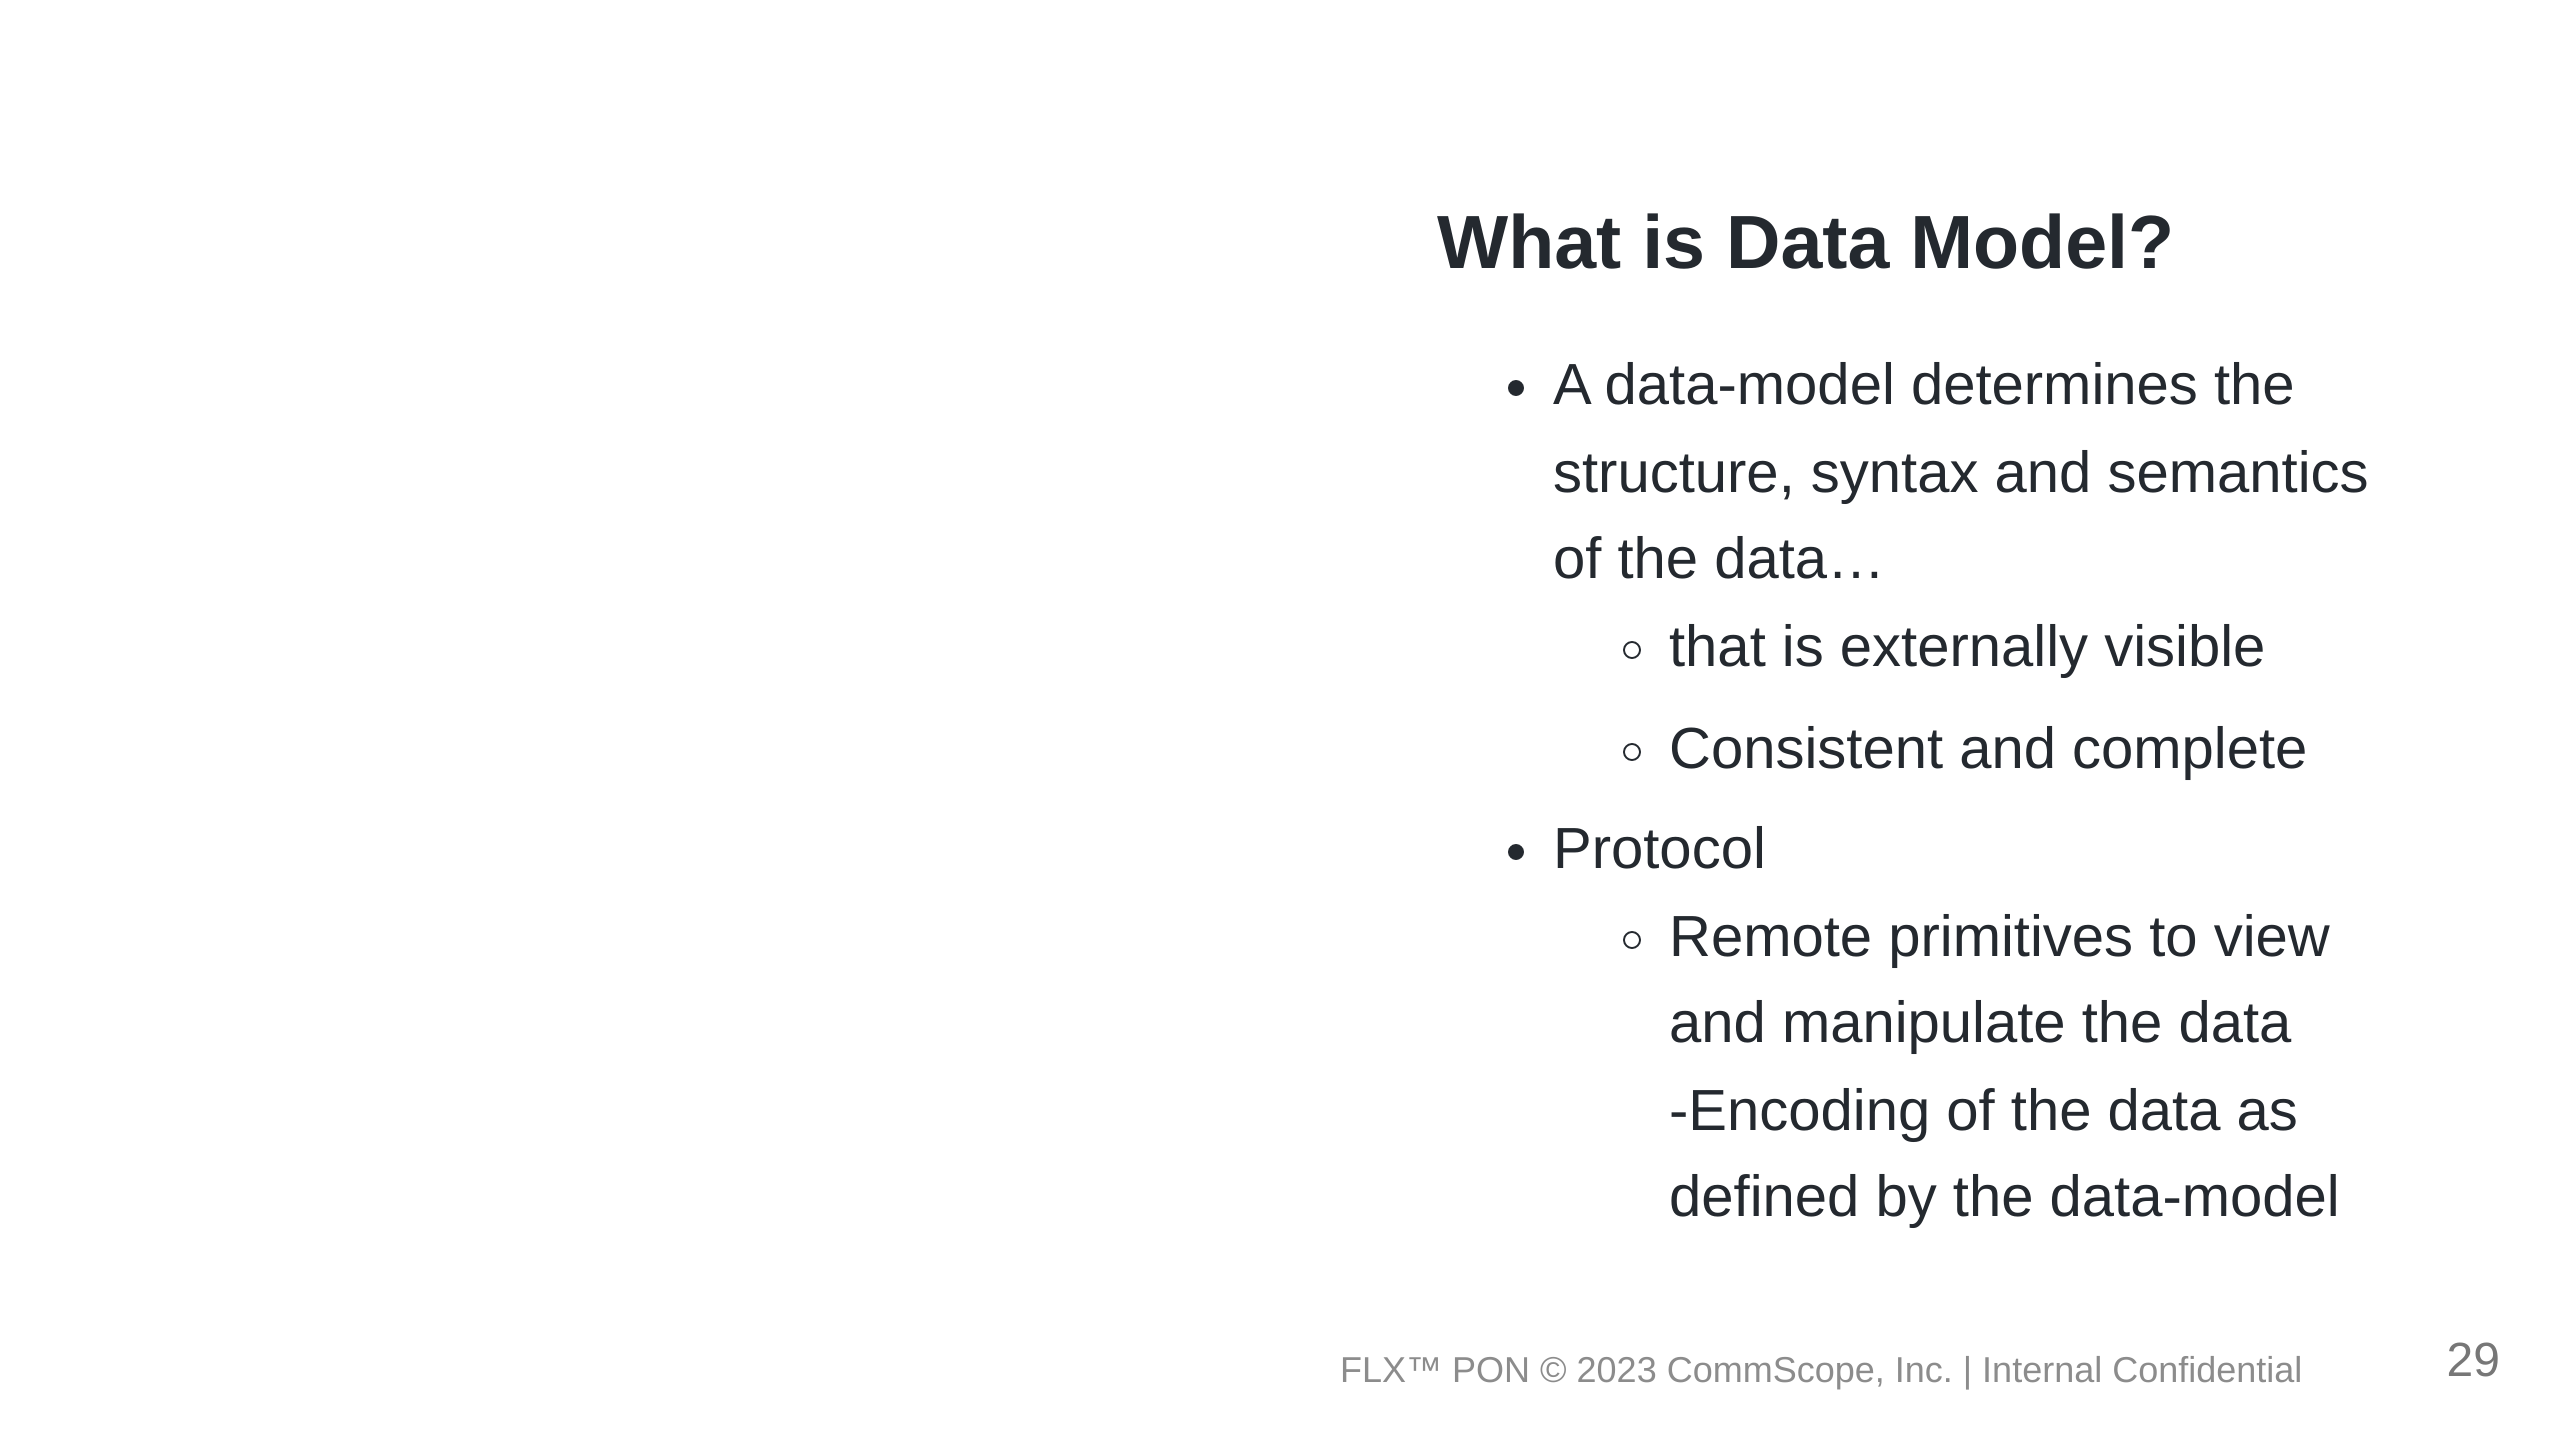 What is Data Model?
• A data-model determines the
structure, syntax and semantics
of the data…
○ that is externally visible
○ Consistent and complete
• Protocol
○ Remote primitives to view
and manipulate the data
-Encoding of the data as
defined by the data-model
FLX™ PON © 2023 CommScope, Inc. | Internal Confidential
29